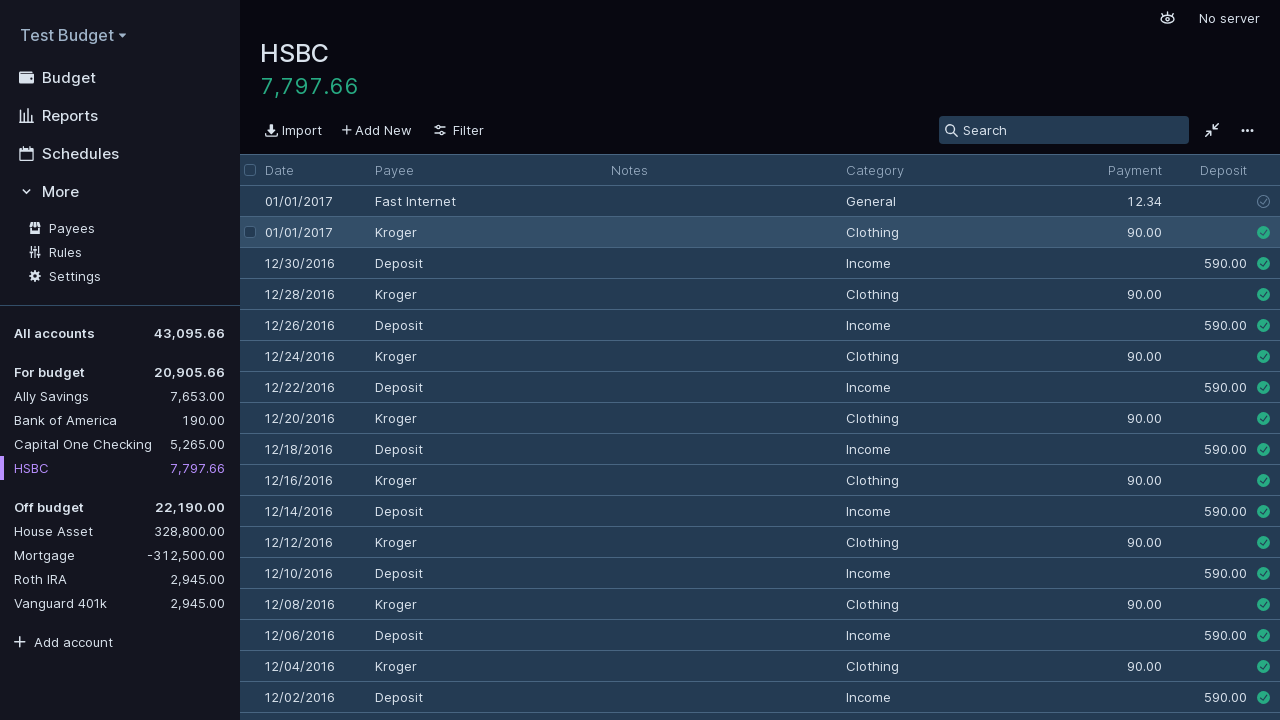 Test Budget
Budget
Reports
Schedules
More
Payees
Rules
Settings
All accounts 43,095.66
For budget 20,905.66
Ally Savings 7,653.00
Bank of America 190.00
Capital One Checking 5,265.00
HSBC 7,797.66
Off budget 22,190.00
House Asset 328,800.00
Mortgage -312,500.00
Roth IRA 2,945.00
Vanguard 401k 2,945.00
Add account
No server
HSBC
7,797.66
Import Add New Filter Search
Date Payee Notes Category Payment Deposit
01/01/2017 Fast Internet General 12.34
01/01/2017 Kroger Clothing 90.00
12/30/2016 Deposit Income 590.00
12/28/2016 Kroger Clothing 90.00
12/26/2016 Deposit Income 590.00
12/24/2016 Kroger Clothing 90.00
12/22/2016 Deposit Income 590.00
12/20/2016 Kroger Clothing 90.00
12/18/2016 Deposit Income 590.00
12/16/2016 Kroger Clothing 90.00
12/14/2016 Deposit Income 590.00
12/12/2016 Kroger Clothing 90.00
12/10/2016 Deposit Income 590.00
12/08/2016 Kroger Clothing 90.00
12/06/2016 Deposit Income 590.00
12/04/2016 Kroger Clothing 90.00
12/02/2016 Deposit Income 590.00